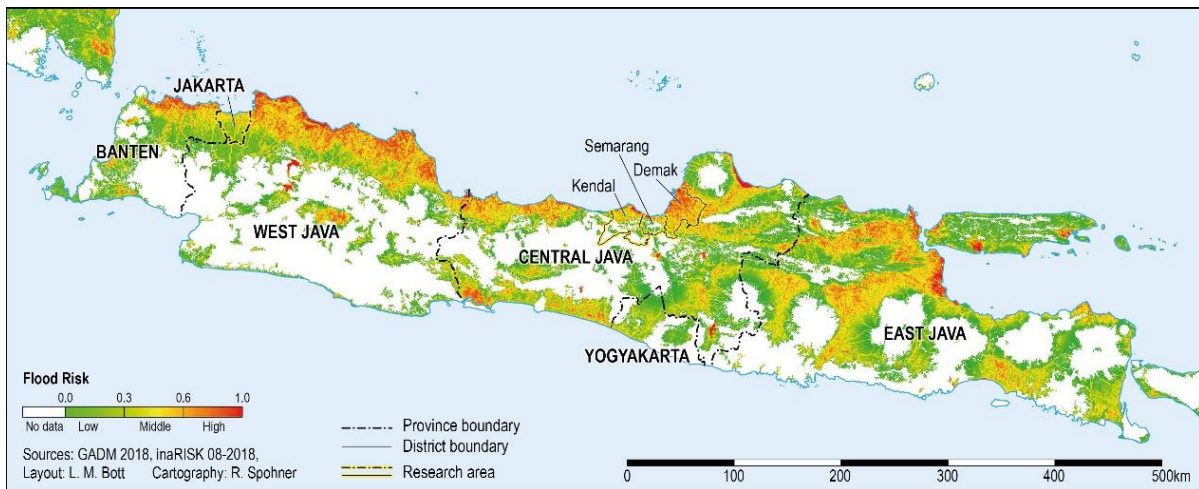 JAKARTA
BANTEN
WEST JAVA
Semarang
Demak
Kendal
CENTRAL JAVA
YOGYAKARTA
EAST JAVA
Flood Risk
0.0 0.3 0.6 1.0
No data Low Middle High
Sources: GADM 2018, inaRISK 08-2018,
Layout: L. M. Bott Cartography: R. Spohner
Province boundary
District boundary
Research area
0 100 200 300 400 500km